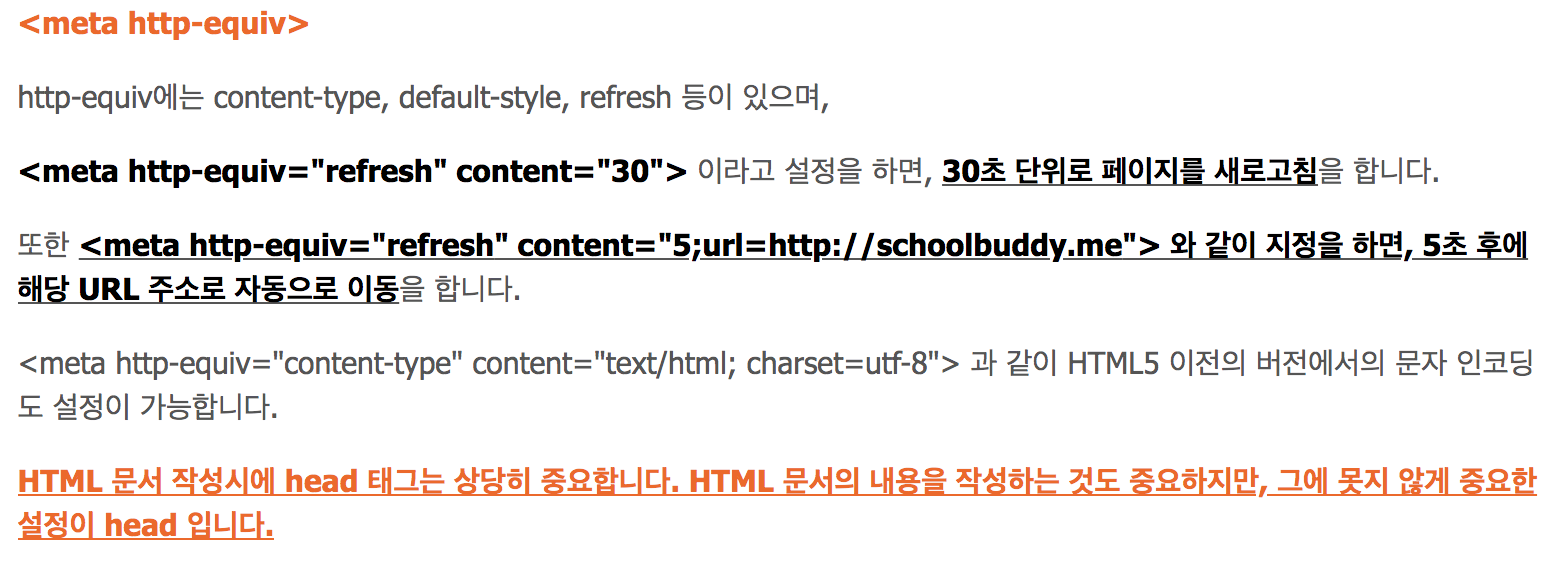 <meta http-equiv>
http-equiv에는 content-type, default-style, refresh 등이 있으며,
<meta http-equiv="refresh" content="30"> 이라고 설정을 하면, 30초 단위로 페이지를 새로고침을 합니다.
또한 <meta http-equiv="refresh" content="5;url=http://schoolbuddy.me"> 와 같이 지정을 하면, 5초 후에
해당 URL 주소로 자동으로 이동을 합니다.
<meta http-equiv="content-type" content="text/html; charset=utf-8"> 과 같이 HTML5 이전의 버전에서의 문자 인코딩
도 설정이 가능합니다.
HTML 문서 작성시에 head 태그는 상당히 중요합니다. HTML 문서의 내용을 작성하는 것도 중요하지만, 그에 못지 않게 중요한
설정이 head 입니다.